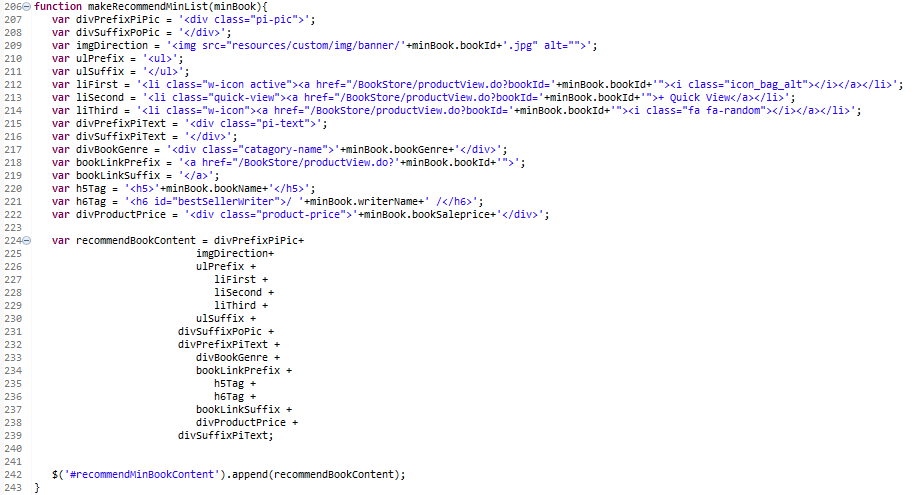 206 function makeRecommendMinList(minBook){
207 var divPrefixPiPic = '<div class="pi-pic">';
208 var divSuffixPoPic = '</div>';
209 var imgDirection = '<img src="resources/custom/img/banner/'+minBook.bookId+'.jpg" alt="">';
210 var ulPrefix = '<ul>';
211 var ulSuffix = '</ul>';
212 var liFirst = '<li class="w-icon active"><a href="/BookStore/productView.do?bookId='+minBook.bookId+'"><i class="icon_bag_alt"></i></a></li>';
213 var liSecond = '<li class="quick-view"><a href="/BookStore/productView.do?bookId='+minBook.bookId+'">+ Quick View</a></li>';
214 var liThird = '<li class="w-icon"><a href="/BookStore/productView.do?bookId='+minBook.bookId+'"><i class="fa fa-random"></i></a></li>';
215 var divPrefixPiText = '<div class="pi-text">';
216 var divSuffixPiText = '</div>';
217 var divBookGenre = '<div class="catagory-name">'+minBook.bookGenre+'</div>';
218 var bookLinkPrefix = '<a href="/BookStore/productView.do?'+minBook.bookId+'">';
219 var bookLinkSuffix = '</a>';
220 var h5Tag = '<h5>'+minBook.bookName+'</h5>';
221 var h6Tag = '<h6 id="bestSellerWriter">/ '+minBook.writerName+' /</h6>';
222 var divProductPrice = '<div class="product-price">'+minBook.bookSaleprice+'</div>';
223
224 var recommendBookContent = divPrefixPiPic+
225 imgDirection+
226 ulPrefix +
227 liFirst +
228 liSecond +
229 liThird +
230 ulSuffix +
231 divSuffixPoPic +
232 divPrefixPiText +
233 divBookGenre +
234 bookLinkPrefix +
235 h5Tag +
236 h6Tag +
237 bookLinkSuffix +
238 divProductPrice +
239 divSuffixPiText;
240
241
242 $('#recommendMinBookContent').append(recommendBookContent);
243 }